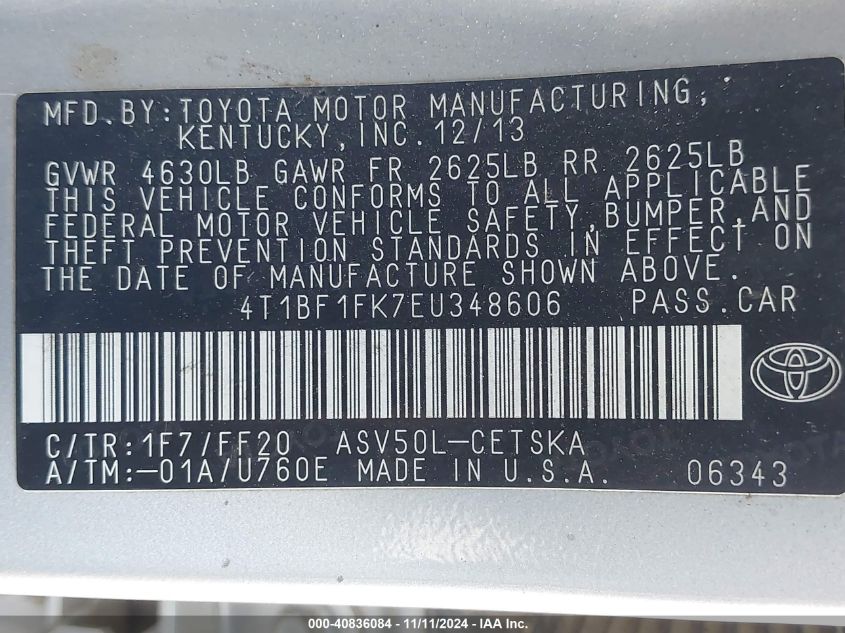 MFD.BY:TOYOTA MOTOR MANUFACTURING,
KENTUCKY,INC.12/13
GVWR 4630LB GAWR FR 2625LB RR 2625LB
THIS VEHICLE CONFORMS TO ALL APPLICABLE
FEDERAL MOTOR VEHICLE SAFETY,BUMPER,AND
THEFT PREVENTION STANDARDS IN EFFECT ON
THE DATE OF MANUFACTURE SHOWN ABOVE.
4T1BF1FK7EU348606 PASS.CAR
C/TR:1F7/FF20 ASV50L-CETSKA
A/TM:-01A/U760E MADE IN U.S.A. 06343
000-40836084 - 11/11/2024 - IAAI.com